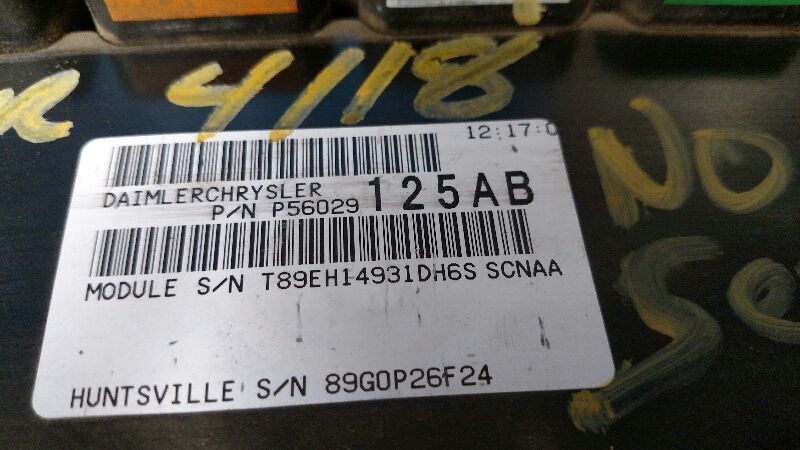 4118
12:17:0
DAIMLERCHRYSLER
P/N P56029 125AB
MODULE S/N T89EH14931DH6S SCNAA
HUNTSVILLE S/N 89G0P26F24
NO